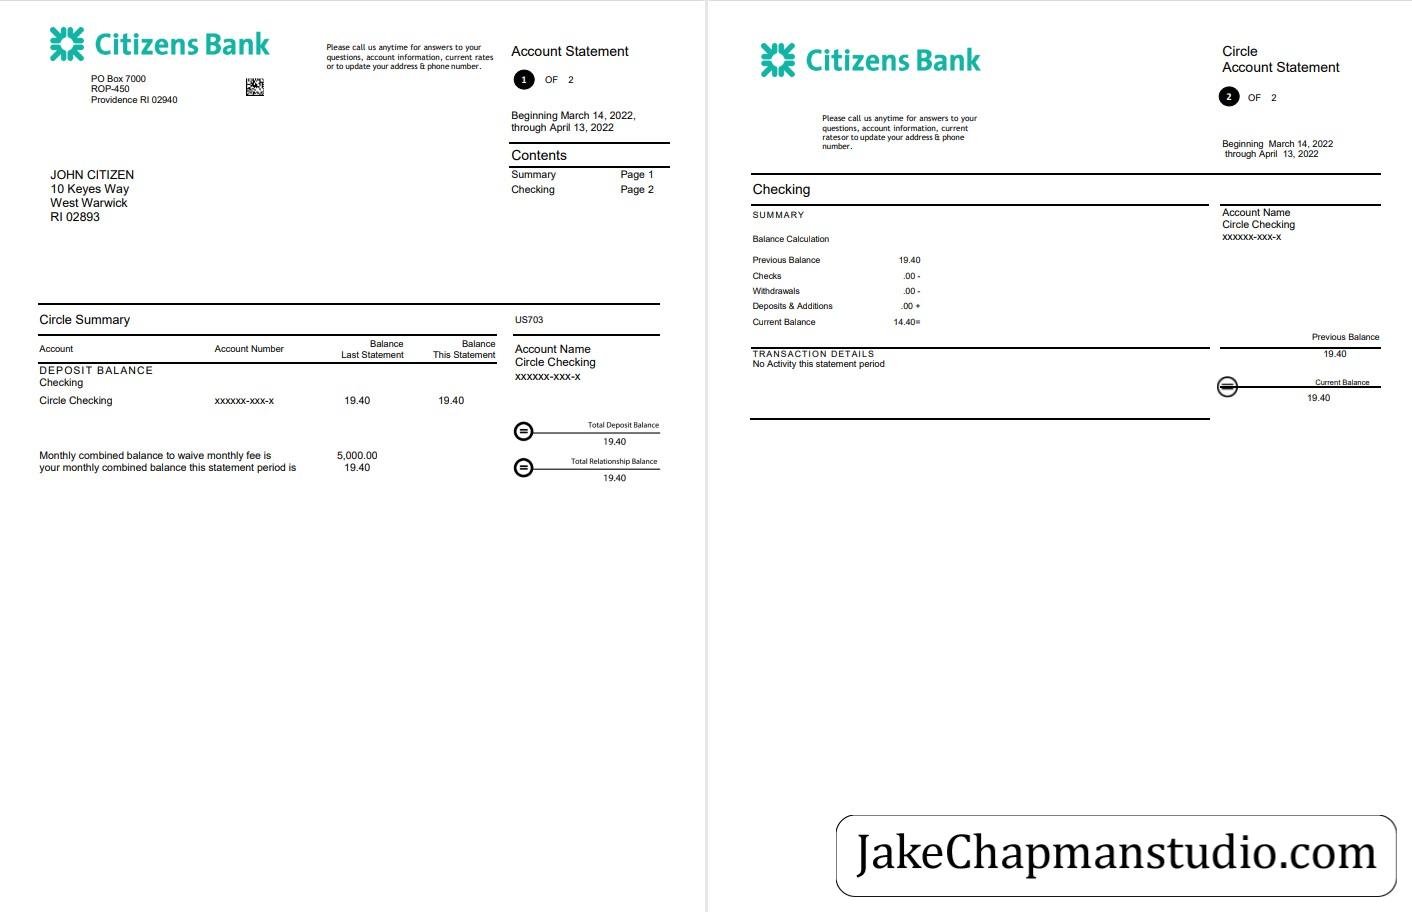 Citizens Bank
PO Box 7000
ROP-450
Providence RI 02940
Please call us anytime for answers to your
questions, account information, current rates
or to update your address & phone number.
Account Statement
1 OF 2
Beginning March 14, 2022,
through April 13, 2022
Contents
Summary Page 1
Checking Page 2
JOHN CITIZEN
10 Keyes Way
West Warwick
RI 02893
Circle Summary
US703
Account Account Number Balance Last Statement Balance This Statement
DEPOSIT BALANCE
Checking
Circle Checking xxxxxx-xxx-x 19.40 19.40
Monthly combined balance to waive monthly fee is 5,000.00
your monthly combined balance this statement period is 19.40
Account Name
Circle Checking
xxxxxx-xxx-x
Total Deposit Balance
19.40
Total Relationship Balance
19.40
Citizens Bank
Please call us anytime for answers to your
questions, account information, current
ratesor to update your address & phone
number.
Circle
Account Statement
2 OF 2
Beginning March 14, 2022
through April 13, 2022
Checking
SUMMARY
Balance Calculation
Previous Balance 19.40
Checks .00 -
Withdrawals .00 -
Deposits & Additions .00 +
Current Balance 14.40=
TRANSACTION DETAILS
No Activity this statement period
Account Name
Circle Checking
xxxxxx-xxx-x
Previous Balance
19.40
Current Balance
19.40
JakeChapmanstudio.com